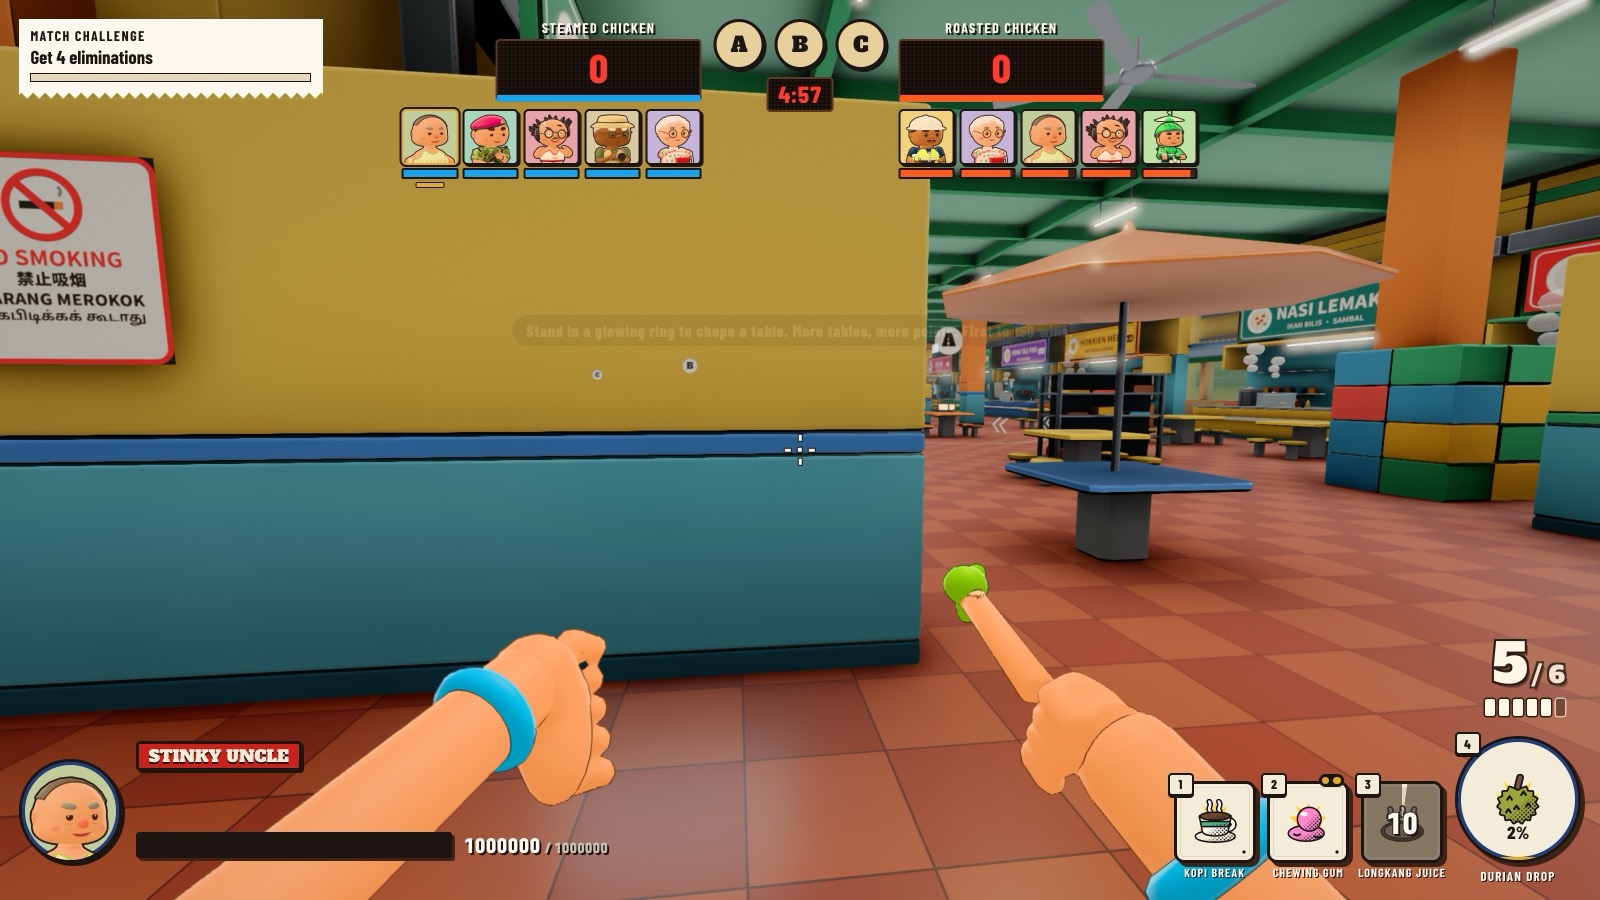 MATCH CHALLENGE
Get 4 eliminations
STEAMED CHICKEN
0
A
B
C
4:57
ROASTED CHICKEN
0
SMOKING
禁止吸烟
MEROKOK
கூடாது
Stand in a glowing ring to chope a table. More tables, more
A
B
C
NASI LEMAK
IKAN BILIS • SAMBAL
STINKY UNCLE
1000000 / 1000000
5/6
1
2
3
4
10
2%
KOPI BREAK
CHEWING GUM
LONGKANG JUICE
DURIAN DROP